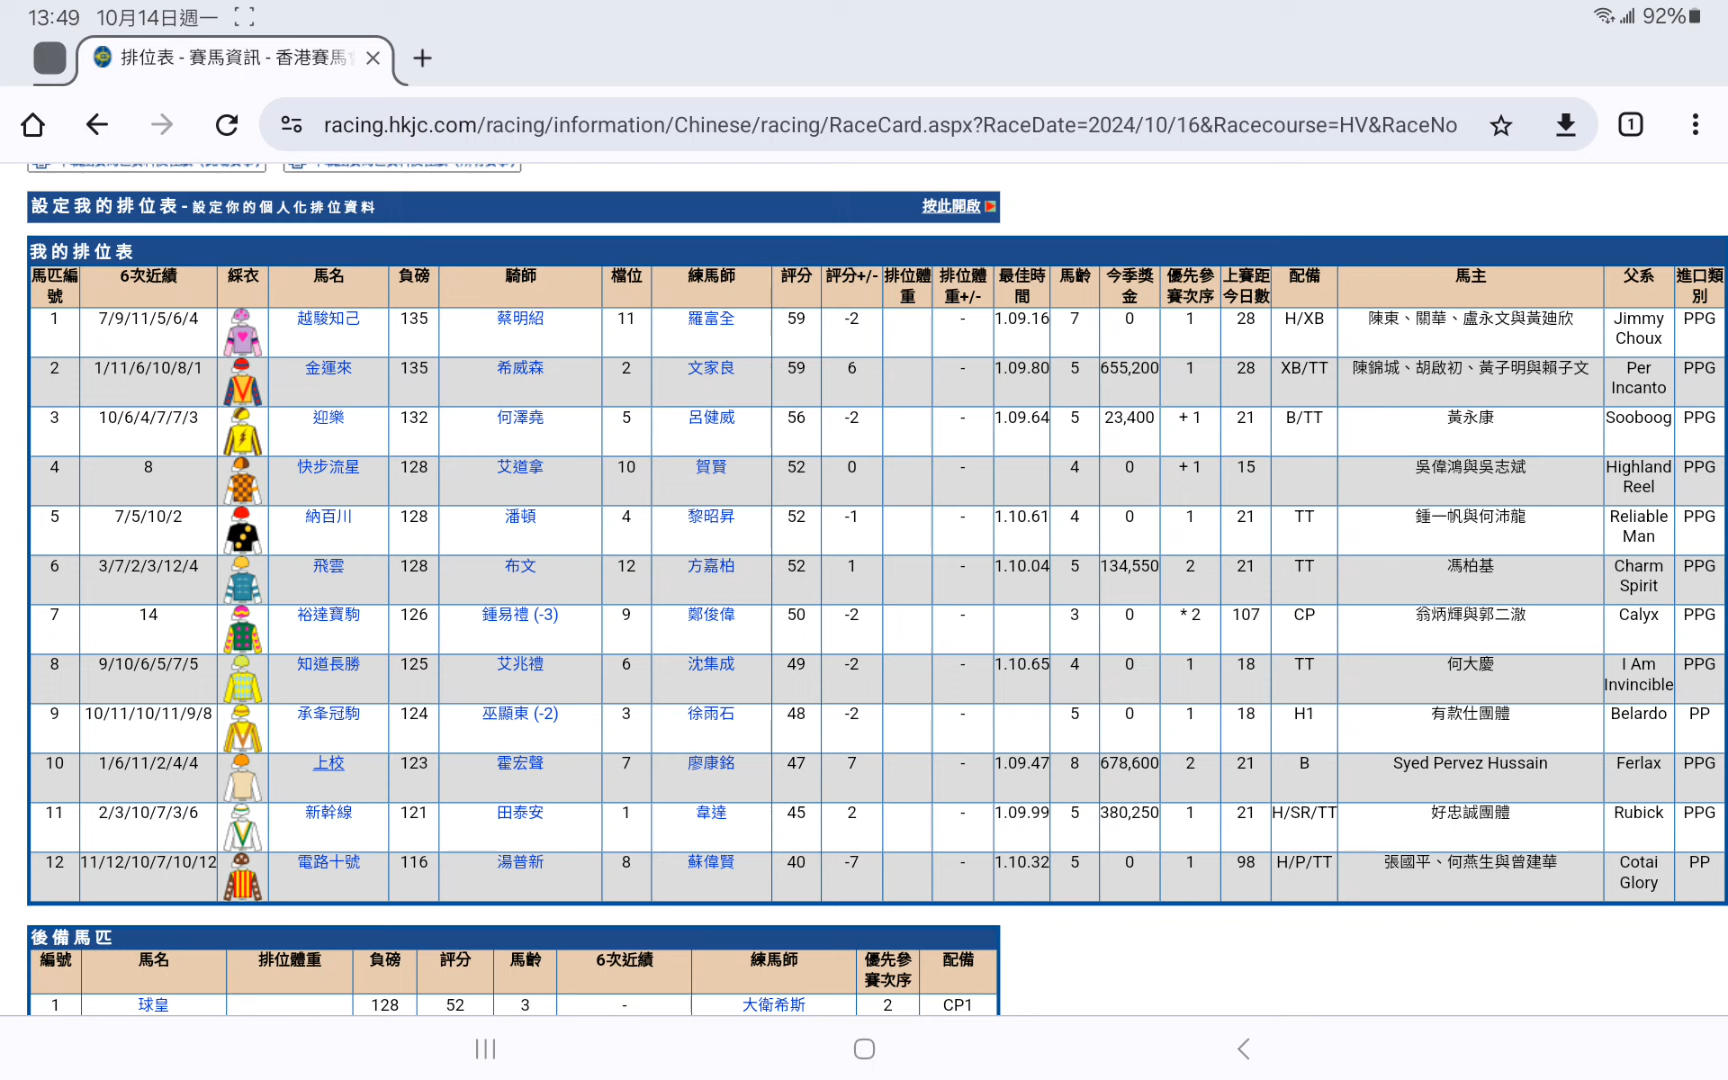 13:49 10月14日週一 92%
排位表 - 賽馬資訊 - 香港賽馬
racing.hkjc.com/racing/information/Chinese/racing/RaceCard.aspx?RaceDate=2024/10/16&Racecourse=HV&RaceNo
1
設定我的排位表 - 設定你的個人化排位資料 按此開啟
我的排位表
馬匹編號 6次近績 綵衣 馬名 負磅 騎師 檔位 練馬師 評分 評分+/- 排位體重 排位體重+/- 最佳時間 馬齡 今季獎金 優先參賽次序 上賽距今日數 配備 馬主 父系 進口類別
1 7/9/11/5/6/4 越駿知己 135 蔡明紹 11 羅富全 59 -2 - 1.09.16 7 0 1 28 H/XB 陳東、關華、盧永文與黃廸欣 Jimmy Choux PPG
2 1/11/6/10/8/1 金運來 135 希威森 2 文家良 59 6 - 1.09.80 5 655,200 1 28 XB/TT 陳錦城、胡啟初、黃子明與賴子文 Per Incanto PPG
3 10/6/4/7/7/3 迎樂 132 何澤堯 5 呂健威 56 -2 - 1.09.64 5 23,400 + 1 21 B/TT 黃永康 Sooboog PPG
4 8 快步流星 128 艾道拿 10 賀賢 52 0 - 4 0 + 1 15 吳偉鴻與吳志斌 Highland Reel PPG
5 7/5/10/2 納百川 128 潘頓 4 黎昭昇 52 -1 - 1.10.61 4 0 1 21 TT 鍾一帆與何沛龍 Reliable Man PPG
6 3/7/2/3/12/4 飛雲 128 布文 12 方嘉柏 52 1 - 1.10.04 5 134,550 2 21 TT 馮柏基 Charm Spirit PPG
7 14 裕達寶駒 126 鍾易禮 (-3) 9 鄭俊偉 50 -2 - 3 0 * 2 107 CP 翁炳輝與郭二澈 Calyx PPG
8 9/10/6/5/7/5 知道長勝 125 艾兆禮 6 沈集成 49 -2 - 1.10.65 4 0 1 18 TT 何大慶 I Am Invincible PPG
9 10/11/10/11/9/8 承夆冠駒 124 巫顯東 (-2) 3 徐雨石 48 -2 - 5 0 1 18 H1 有款仕團體 Belardo PP
10 1/6/11/2/4/4 上校 123 霍宏聲 7 廖康銘 47 7 - 1.09.47 8 678,600 2 21 B Syed Pervez Hussain Ferlax PPG
11 2/3/10/7/3/6 新幹線 121 田泰安 1 韋達 45 2 - 1.09.99 5 380,250 1 21 H/SR/TT 好忠誠團體 Rubick PPG
12 11/12/10/7/10/12 電路十號 116 湯普新 8 蘇偉賢 40 -7 - 1.10.32 5 0 1 98 H/P/TT 張國平、何燕生與曾建華 Cotai Glory PP
後備馬匹
編號 馬名 排位體重 負磅 評分 馬齡 6次近績 練馬師 優先參賽次序 配備
1 球皇 128 52 3 - 大衛希斯 2 CP1